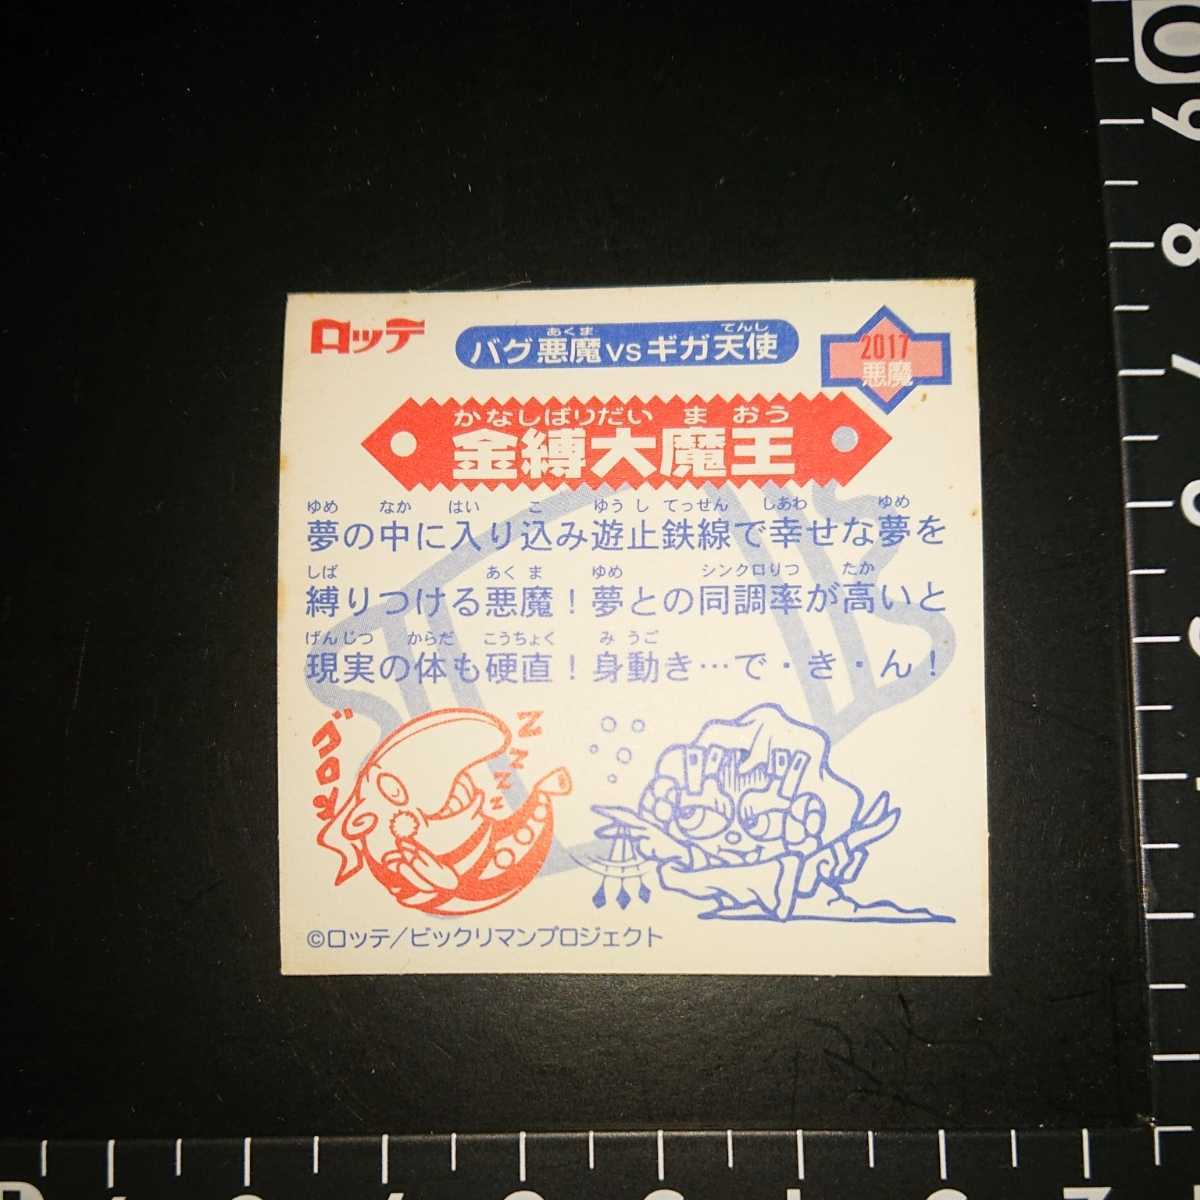 ロッテ
バグ悪魔vsギガ天使
あくま てんし
2017
悪魔
かなしばりだい ま おう
金縛大魔王
ゆめ なか はい こ ゆう し てっせん しあわ ゆめ
夢の中に入り込み遊止鉄線で幸せな夢を
しば あく ま ゆめ シンクロりつ たか
縛りつける悪魔！夢との同調率が高いと
げんじつ からだ こうちょく み うご
現実の体も硬直！身動き…で・き・ん！
ZZZZZ
©ロッテ/ビックリマンプロジェクト
0
9
8